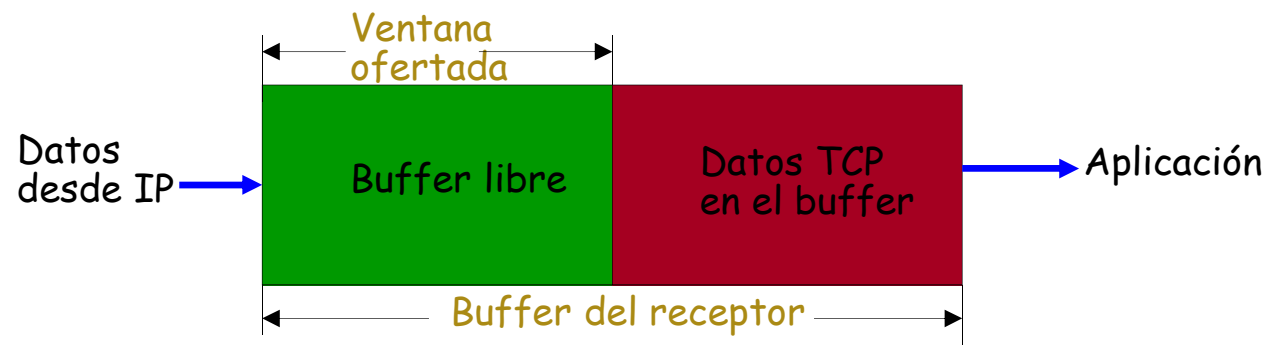 Ventana
ofertada
Datos
desde IP
Buffer libre
Datos TCP
en el buffer
Aplicación
Buffer del receptor